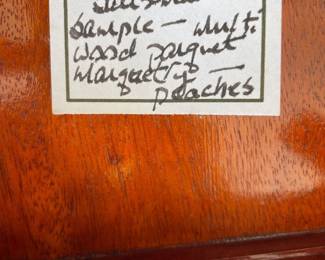 sample — multi
wood parquet
marquetry —
peaches